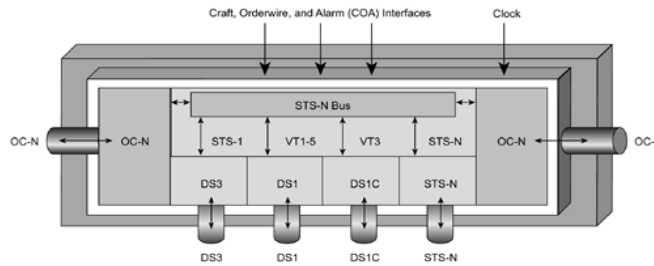 Craft, Orderwire, and Alarm (COA) Interfaces
Clock
STS-N Bus
OC-N
OC-N
STS-1
VT1-5
VT3
STS-N
OC-N
OC-
DS3
DS1
DS1C
STS-N
DS3
DS1
DS1C
STS-N